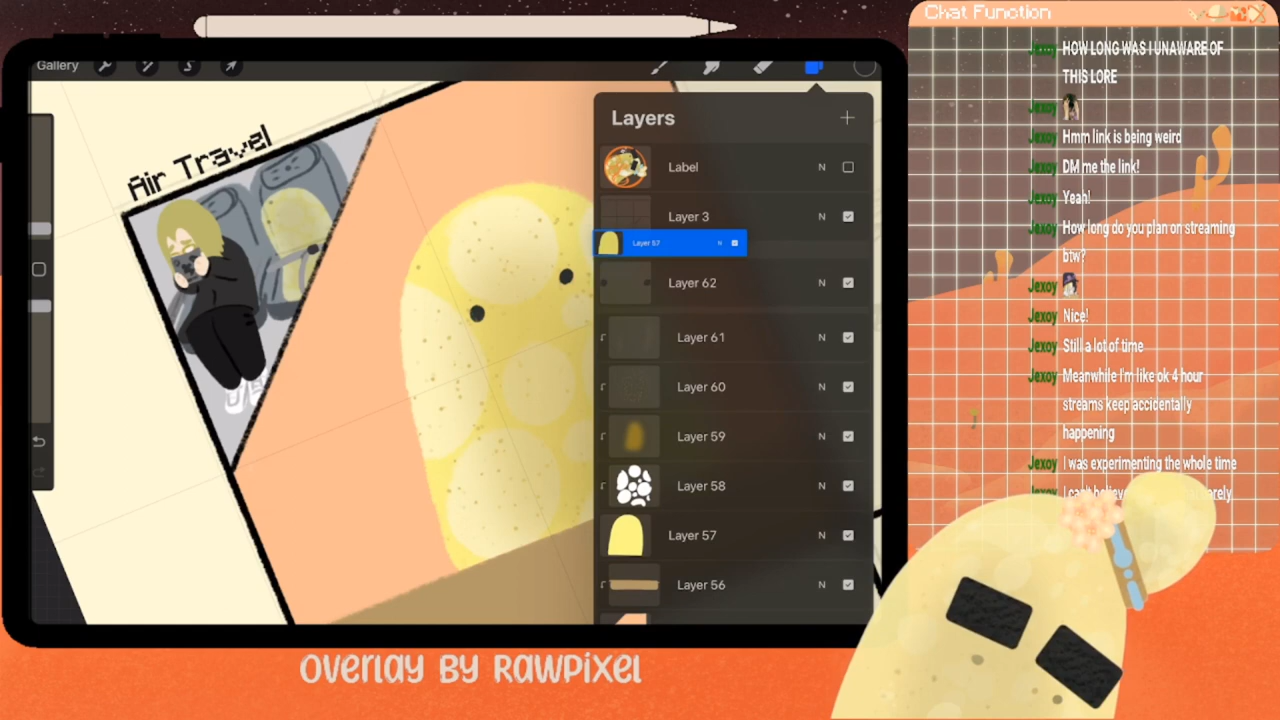 Gallery
Air Travel
Layers
Label N
Layer 3 N
Layer 57 N
Layer 62 N
Layer 61 N
Layer 60 N
Layer 59 N
Layer 58 N
Layer 57 N
Layer 56 N
OVERLAY BY RAWPIXEL
Chat Function
Jexoy HOW LONG WAS I UNAWARE OF
THIS LORE
Jexoy
Jexoy Hmm link is being weird
Jexoy DM me the link!
Jexoy Yeah!
Jexoy How long do you plan on streaming
btw?
Jexoy
Jexoy Nice!
Jexoy Still a lot of time
Jexoy Meanwhile I'm like ok 4 hour
streams keep accidentally
happening
Jexoy I was experimenting the whole time
Jexoy I can't